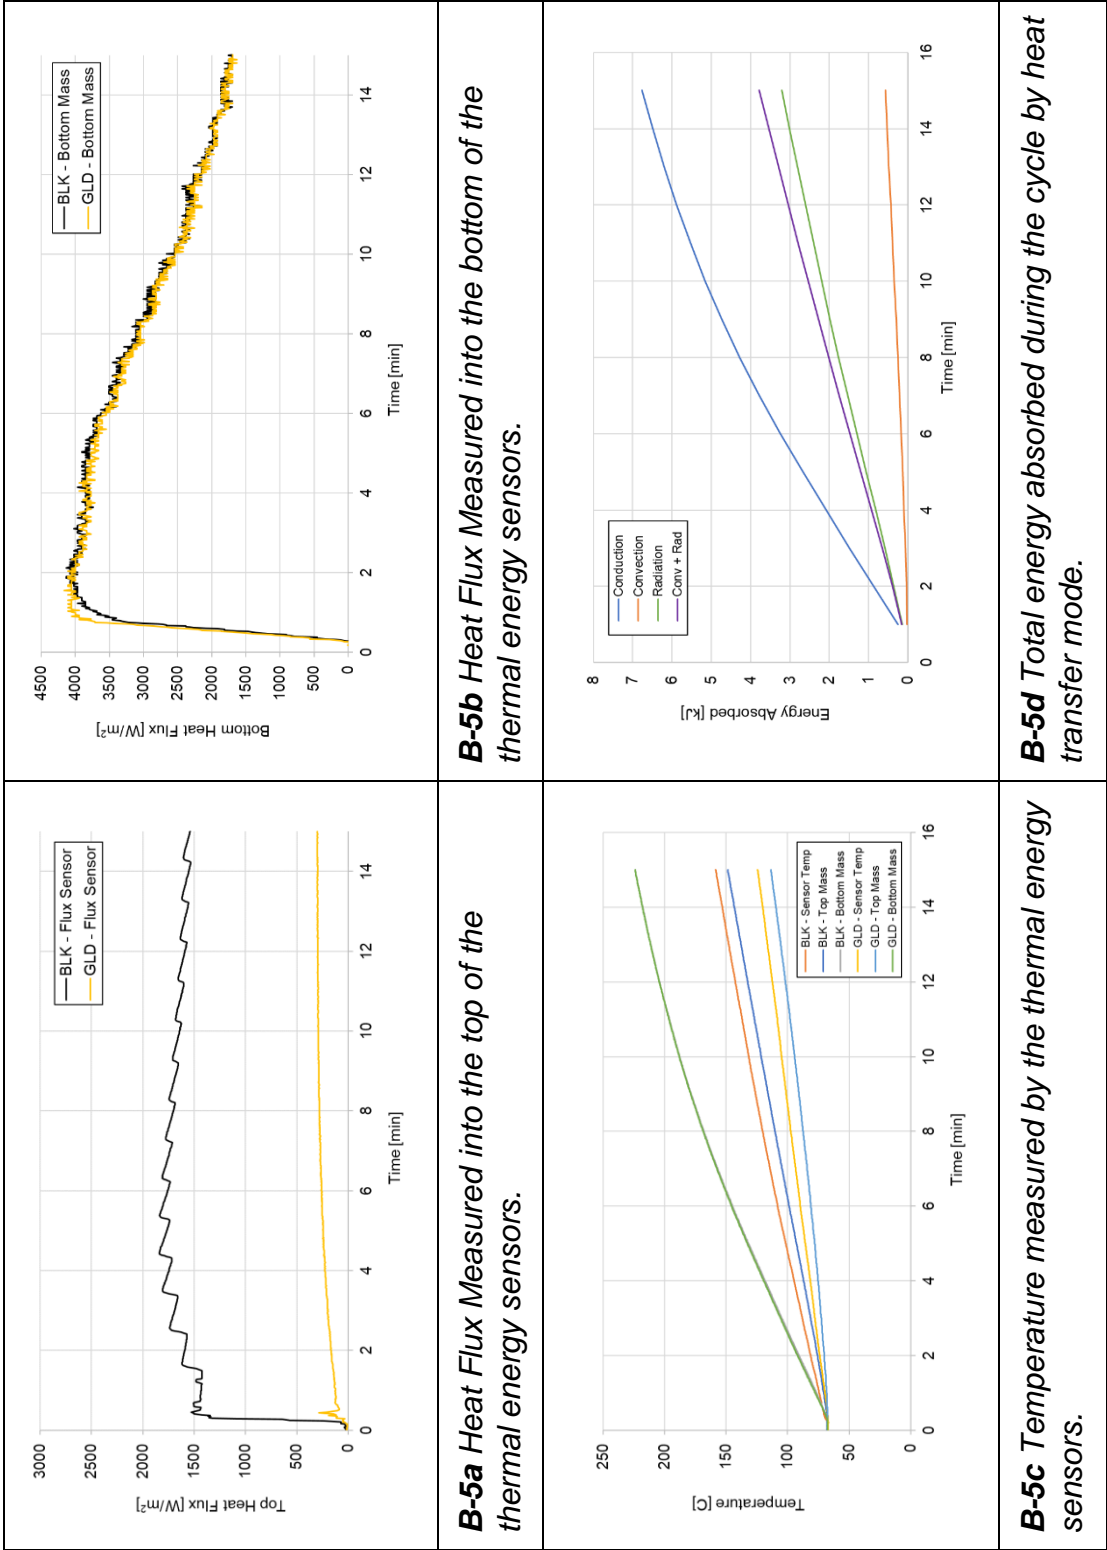 3000
2500
2000
1500
1000
500
0
Top Heat Flux [W/m²]
0
2
4
6
8
10
12
14
Time [min]
BLK - Flux Sensor
GLD - Flux Sensor
B-5a Heat Flux Measured into the top of the
thermal energy sensors.
4500
4000
3500
3000
2500
2000
1500
1000
500
0
Bottom Heat Flux [W/m²]
0
2
4
6
8
10
12
14
Time [min]
BLK - Bottom Mass
GLD - Bottom Mass
B-5b Heat Flux Measured into the bottom of the
thermal energy sensors.
250
200
150
100
50
0
Temperature [C]
0
2
4
6
8
10
12
14
16
Time [min]
BLK - Sensor Temp
BLK - Top Mass
BLK - Bottom Mass
GLD - Sensor Temp
GLD - Top Mass
GLD - Bottom Mass
B-5c Temperature measured by the thermal energy
sensors.
8
7
6
5
4
3
2
1
0
Energy Absorbed [kJ]
0
2
4
6
8
10
12
14
16
Time [min]
Conduction
Convection
Radiation
Conv + Rad
B-5d Total energy absorbed during the cycle by heat
transfer mode.